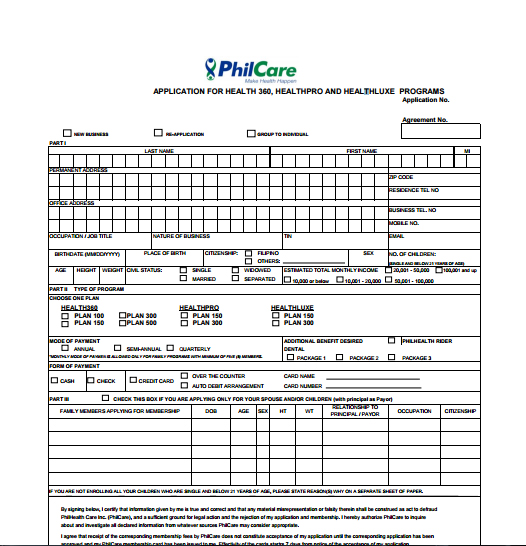 PhilCare
Make Health Happen
APPLICATION FOR HEALTH 360, HEALTHPRO AND HEALTHLUXE PROGRAMS
Application No.
Agreement No.
NEW BUSINESS RE-APPLICATION GROUP TO INDIVIDUAL
PART I
LAST NAME FIRST NAME MI
PERMANENT ADDRESS
ZIP CODE
RESIDENCE TEL NO
OFFICE ADDRESS
BUSINESS TEL. NO
MOBILE NO.
OCCUPATION / JOB TITLE NATURE OF BUSINESS TIN EMAIL
BIRTHDATE (MM/DD/YYYY) PLACE OF BIRTH CITIZENSHIP: FILIPINO SEX NO. OF CHILDREN:
OTHERS: (SINGLE AND BELOW 21 YEARS OF AGE)
AGE HEIGHT WEIGHT CIVIL STATUS: SINGLE WIDOWED ESTIMATED TOTAL MONTHLY INCOME 20,001 - 50,000 100,001 and up
MARRIED SEPARATED 10,000 or below 10,001 - 20,000 50,001 - 100,000
PART II TYPE OF PROGRAM
CHOOSE ONE PLAN
HEALTH360 HEALTHPRO HEALTHLUXE
PLAN 100 PLAN 300 PLAN 150 PLAN 150
PLAN 150 PLAN 500 PLAN 300 PLAN 300
MODE OF PAYMENT ADDITIONAL BENEFIT DESIRED PHILHEALTH RIDER
ANNUAL SEMI-ANNUAL QUARTERLY DENTAL
*MONTHLY MODE OF PAYMEN IS ALLOWED ONLY FOR FAMILY PROGRAMS WITH MINIMUM OF FIVE (5) MEMBERS. PACKAGE 1 PACKAGE 2 PACKAGE 3
FORM OF PAYMENT
CASH CHECK CREDIT CARD OVER THE COUNTER CARD NAME
AUTO DEBIT ARRANGEMENT CARD NUMBER
PART III CHECK THIS BOX IF YOU ARE APPLYING ONLY FOR YOUR SPOUSE AND/OR CHILDREN (with principal as Payor)
FAMILY MEMBERS APPLYING FOR MEMBERSHIP DOB AGE SEX HT WT RELATIONSHIP TO PRINCIPAL / PAYOR OCCUPATION CITIZENSHIP
IF YOU ARE NOT ENROLLING ALL YOUR CHILDREN WHO ARE SINGLE AND BELOW 21 YEARS OF AGE, PLEASE STATE REASON(S) WHY ON A SEPARATE SHEET OF PAPER.
By signing below, I certify that information given by me is true and correct and that any material misrepresentation or falsity therein shall be construed as act to defraud
PhilHealth Care Inc. (PhilCare), and a sufficient ground for legal action and the rejection of my application and membership. I hereby authorize PhilCare to inquire
about and investigate all declared information from whatever sources PhilCare may consider appropriate.
I agree that receipt of the corresponding membership fees by PhilCare does not constitute acceptance of my application until the corresponding application has been
approved and my PhilCare membership card has been issued to me. Effectivity of the cards starts 7 days from notice of the acceptance of my application